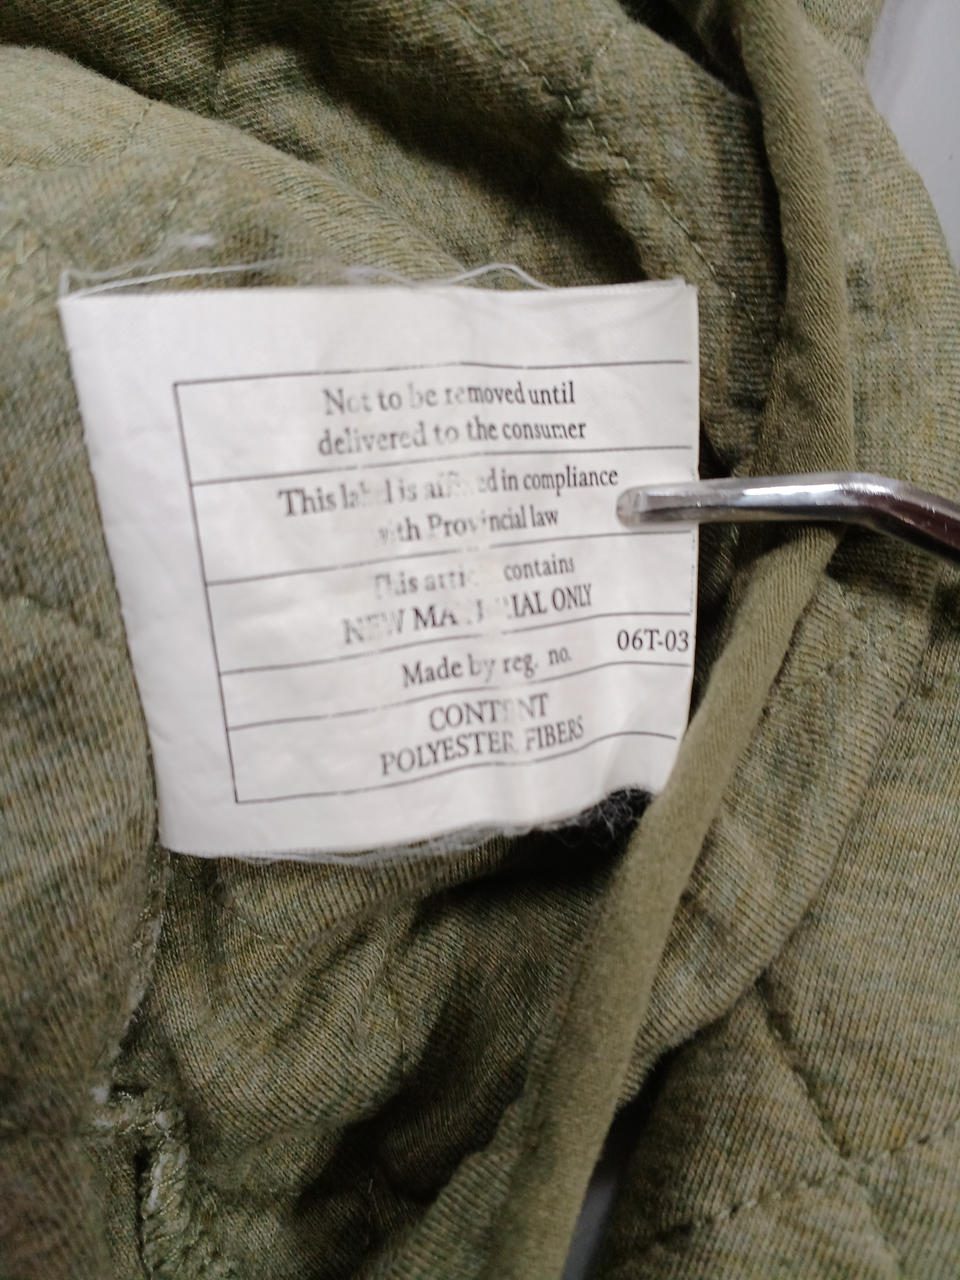 Not to be removed until
delivered to the consumer
This label is affixed in compliance
with Provincial law
This article contains
NEW MATERIAL ONLY
Made by reg. no. 06T-03
CONTENT
POLYESTER FIBERS